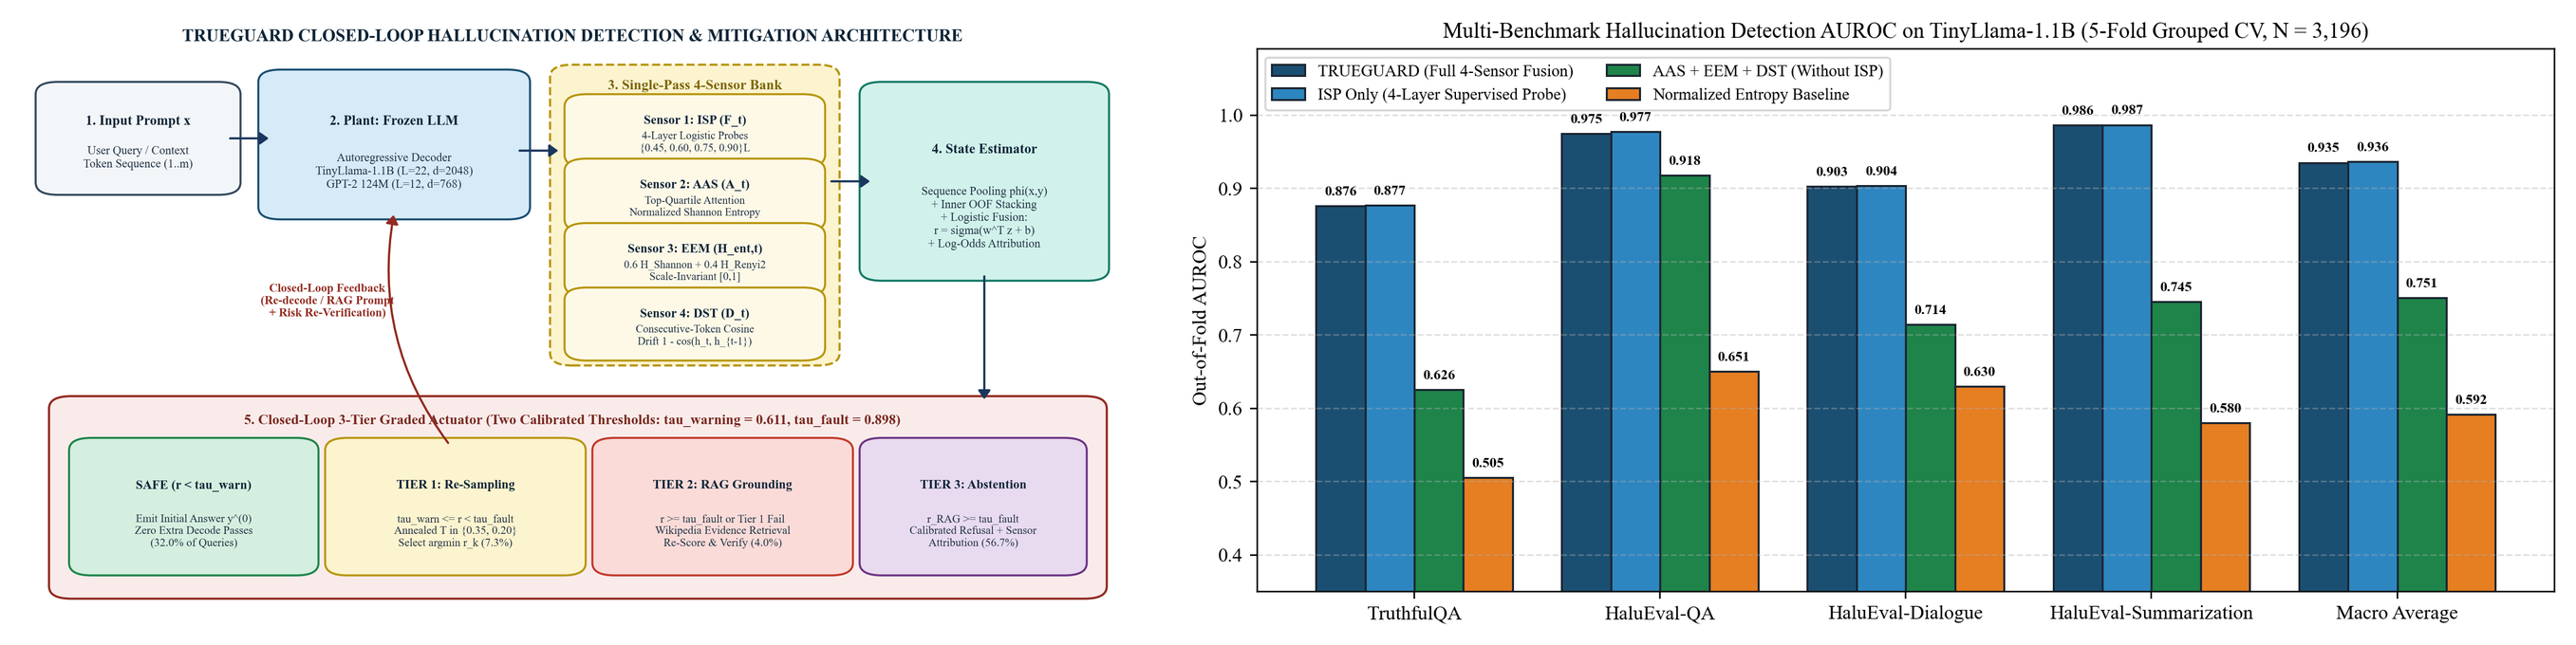 TRUEGUARD CLOSED-LOOP HALLUCINATION DETECTION & MITIGATION ARCHITECTURE
1. Input Prompt x
User Query / Context
Token Sequence (1..m)
2. Plant: Frozen LLM
Autoregressive Decoder
TinyLlama-1.1B (L=22, d=2048)
GPT-2 124M (L=12, d=768)
3. Single-Pass 4-Sensor Bank
Sensor 1: ISP (F_t)
4-Layer Logistic Probes
{0.45, 0.60, 0.75, 0.90}L
Sensor 2: AAS (A_t)
Top-Quartile Attention
Normalized Shannon Entropy
Sensor 3: EEM (H_ent,t)
0.6 H_Shannon + 0.4 H_Renyi2
Scale-Invariant [0,1]
Sensor 4: DST (D_t)
Consecutive-Token Cosine
Drift 1 - cos(h_t, h_{t-1})
4. State Estimator
Sequence Pooling phi(x,y)
+ Inner OOF Stacking
+ Logistic Fusion:
r = sigma(w^T z + b)
+ Log-Odds Attribution
Closed-Loop Feedback
(Re-decode / RAG Prompt
+ Risk Re-Verification)
5. Closed-Loop 3-Tier Graded Actuator (Two Calibrated Thresholds: tau_warning = 0.611, tau_fault = 0.898)
SAFE (r < tau_warn)
Emit Initial Answer y^(0)
Zero Extra Decode Passes
(32.0% of Queries)
TIER 1: Re-Sampling
tau_warn <= r < tau_fault
Annealed T in {0.35, 0.20}
Select argmin r_k (7.3%)
TIER 2: RAG Grounding
r >= tau_fault or Tier 1 Fail
Wikipedia Evidence Retrieval
Re-Score & Verify (4.0%)
TIER 3: Abstention
r_RAG >= tau_fault
Calibrated Refusal + Sensor
Attribution (56.7%)
Multi-Benchmark Hallucination Detection AUROC on TinyLlama-1.1B (5-Fold Grouped CV, N = 3,196)
TRUEGUARD (Full 4-Sensor Fusion)
ISP Only (4-Layer Supervised Probe)
AAS + EEM + DST (Without ISP)
Normalized Entropy Baseline
Out-of-Fold AUROC
1.0
0.9
0.8
0.7
0.6
0.5
0.4
0.876
0.877
0.626
0.505
0.975
0.977
0.918
0.651
0.903
0.904
0.714
0.630
0.986
0.987
0.745
0.580
0.935
0.936
0.751
0.592
TruthfulQA
HaluEval-QA
HaluEval-Dialogue
HaluEval-Summarization
Macro Average